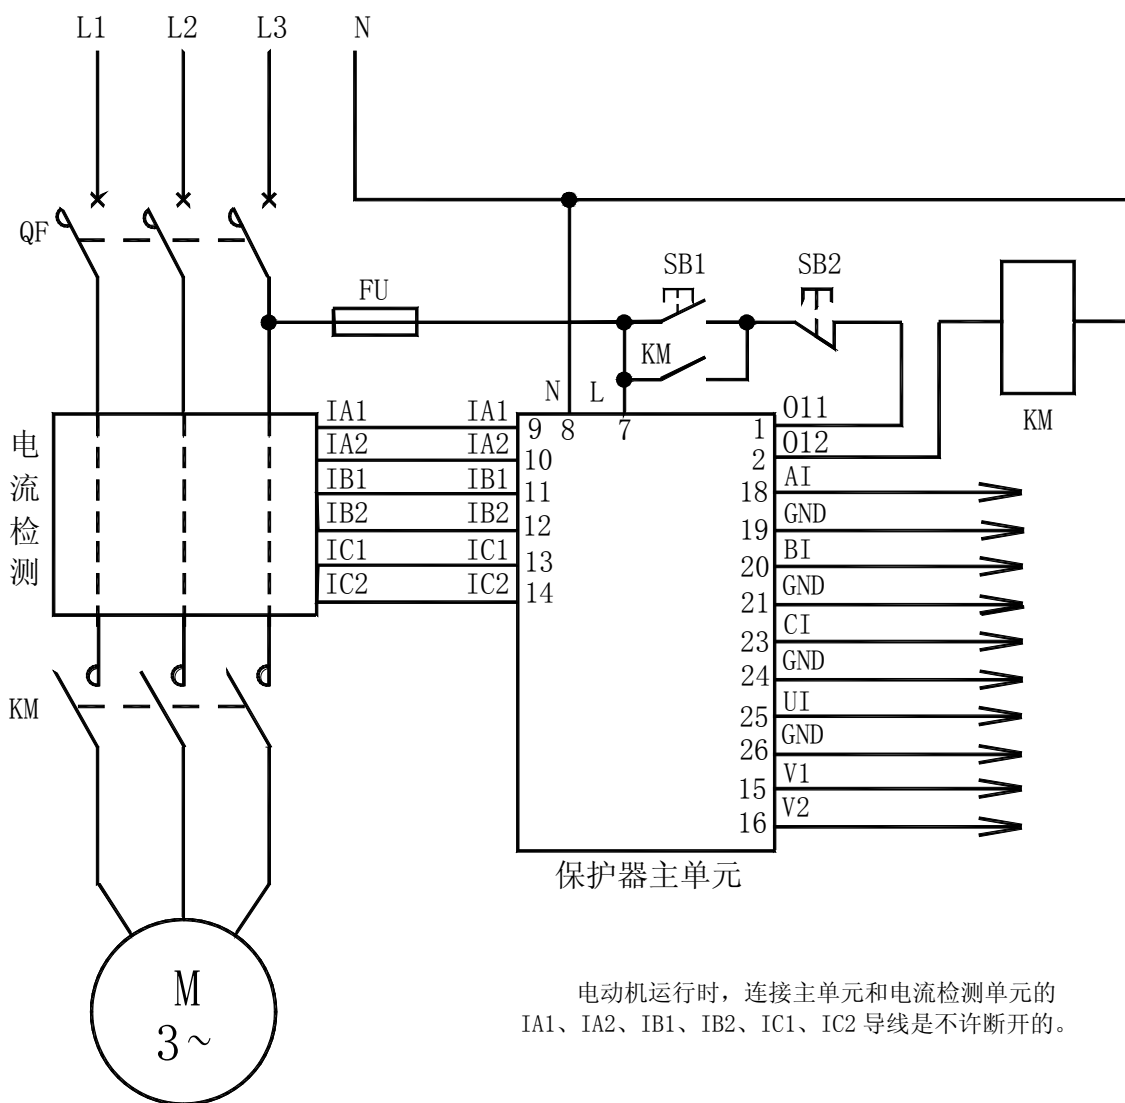 L1 L2 L3 N
QF
SB1 SB2
FU
KM
N L
KM
IA1 IA1 9 8 7 1 O11
IA2 IA2 10 2 O12
IB1 IB1 11 18 AI
IB2 IB2 12 19 GND
IC1 IC1 13 20 BI
IC2 IC2 14 21 GND
23 CI
24 GND
25 UI
26 GND
15 V1
16 V2
电流检测
KM
保护器主单元
M
3~
电动机运行时，连接主单元和电流检测单元的
IA1、IA2、IB1、IB2、IC1、IC2 导线是不许断开的。